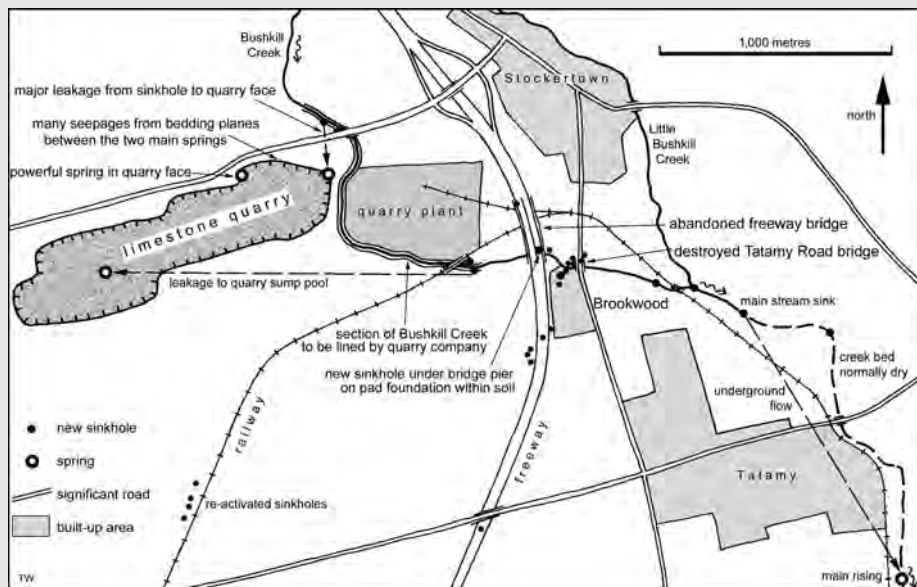 Bushkill
Creek
1,000 metres
major leakage from sinkhole to quarry face
Stockertown
many seepages from bedding planes
between the two main springs
north
Little
Bushkill
Creek
powerful spring in quarry face
limestone quarry
quarry plant
abandoned freeway bridge
destroyed Tatamy Road bridge
leakage to quarry sump pool
Brookwood
main stream sink
section of Bushkill Creek
to be lined by quarry company
creek bed
normally dry
new sinkhole under bridge pier
on pad foundation within soil
underground
flow
new sinkhole
spring
railway
freeway
significant road
re-activated sinkholes
Tatamy
built-up area
TW
main rising